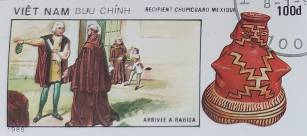 VIỆT NAM BƯU CHÍNH
RECIPIENT CHUPICUARO MEXIQUE
100đ
ARRIVÉE A RABIDA
1989